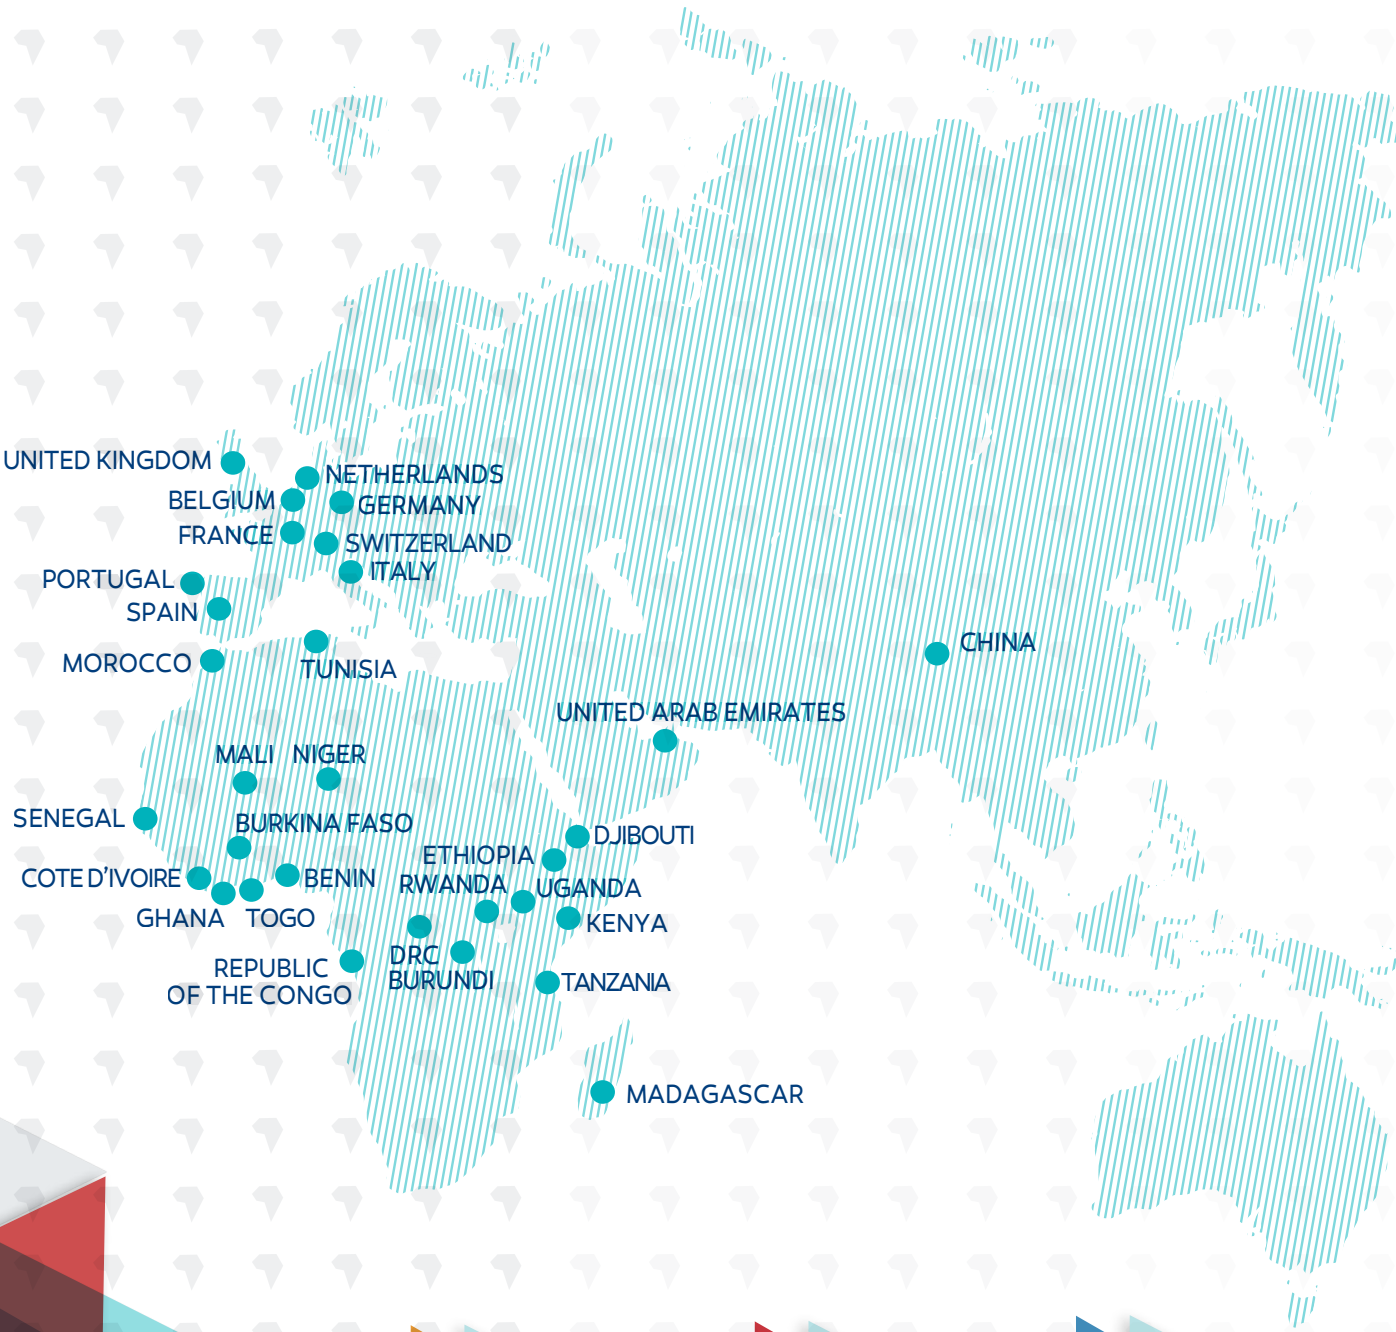 UNITED KINGDOM
NETHERLANDS
BELGIUM
GERMANY
FRANCE
SWITZERLAND
ITALY
PORTUGAL
SPAIN
CHINA
MOROCCO
TUNISIA
UNITED ARAB EMIRATES
MALI
NIGER
SENEGAL
BURKINA FASO
DJIBOUTI
ETHIOPIA
COTE D'IVOIRE
BENIN
RWANDA
UGANDA
GHANA
TOGO
KENYA
DRC
REPUBLIC
OF THE CONGO
BURUNDI
TANZANIA
MADAGASCAR